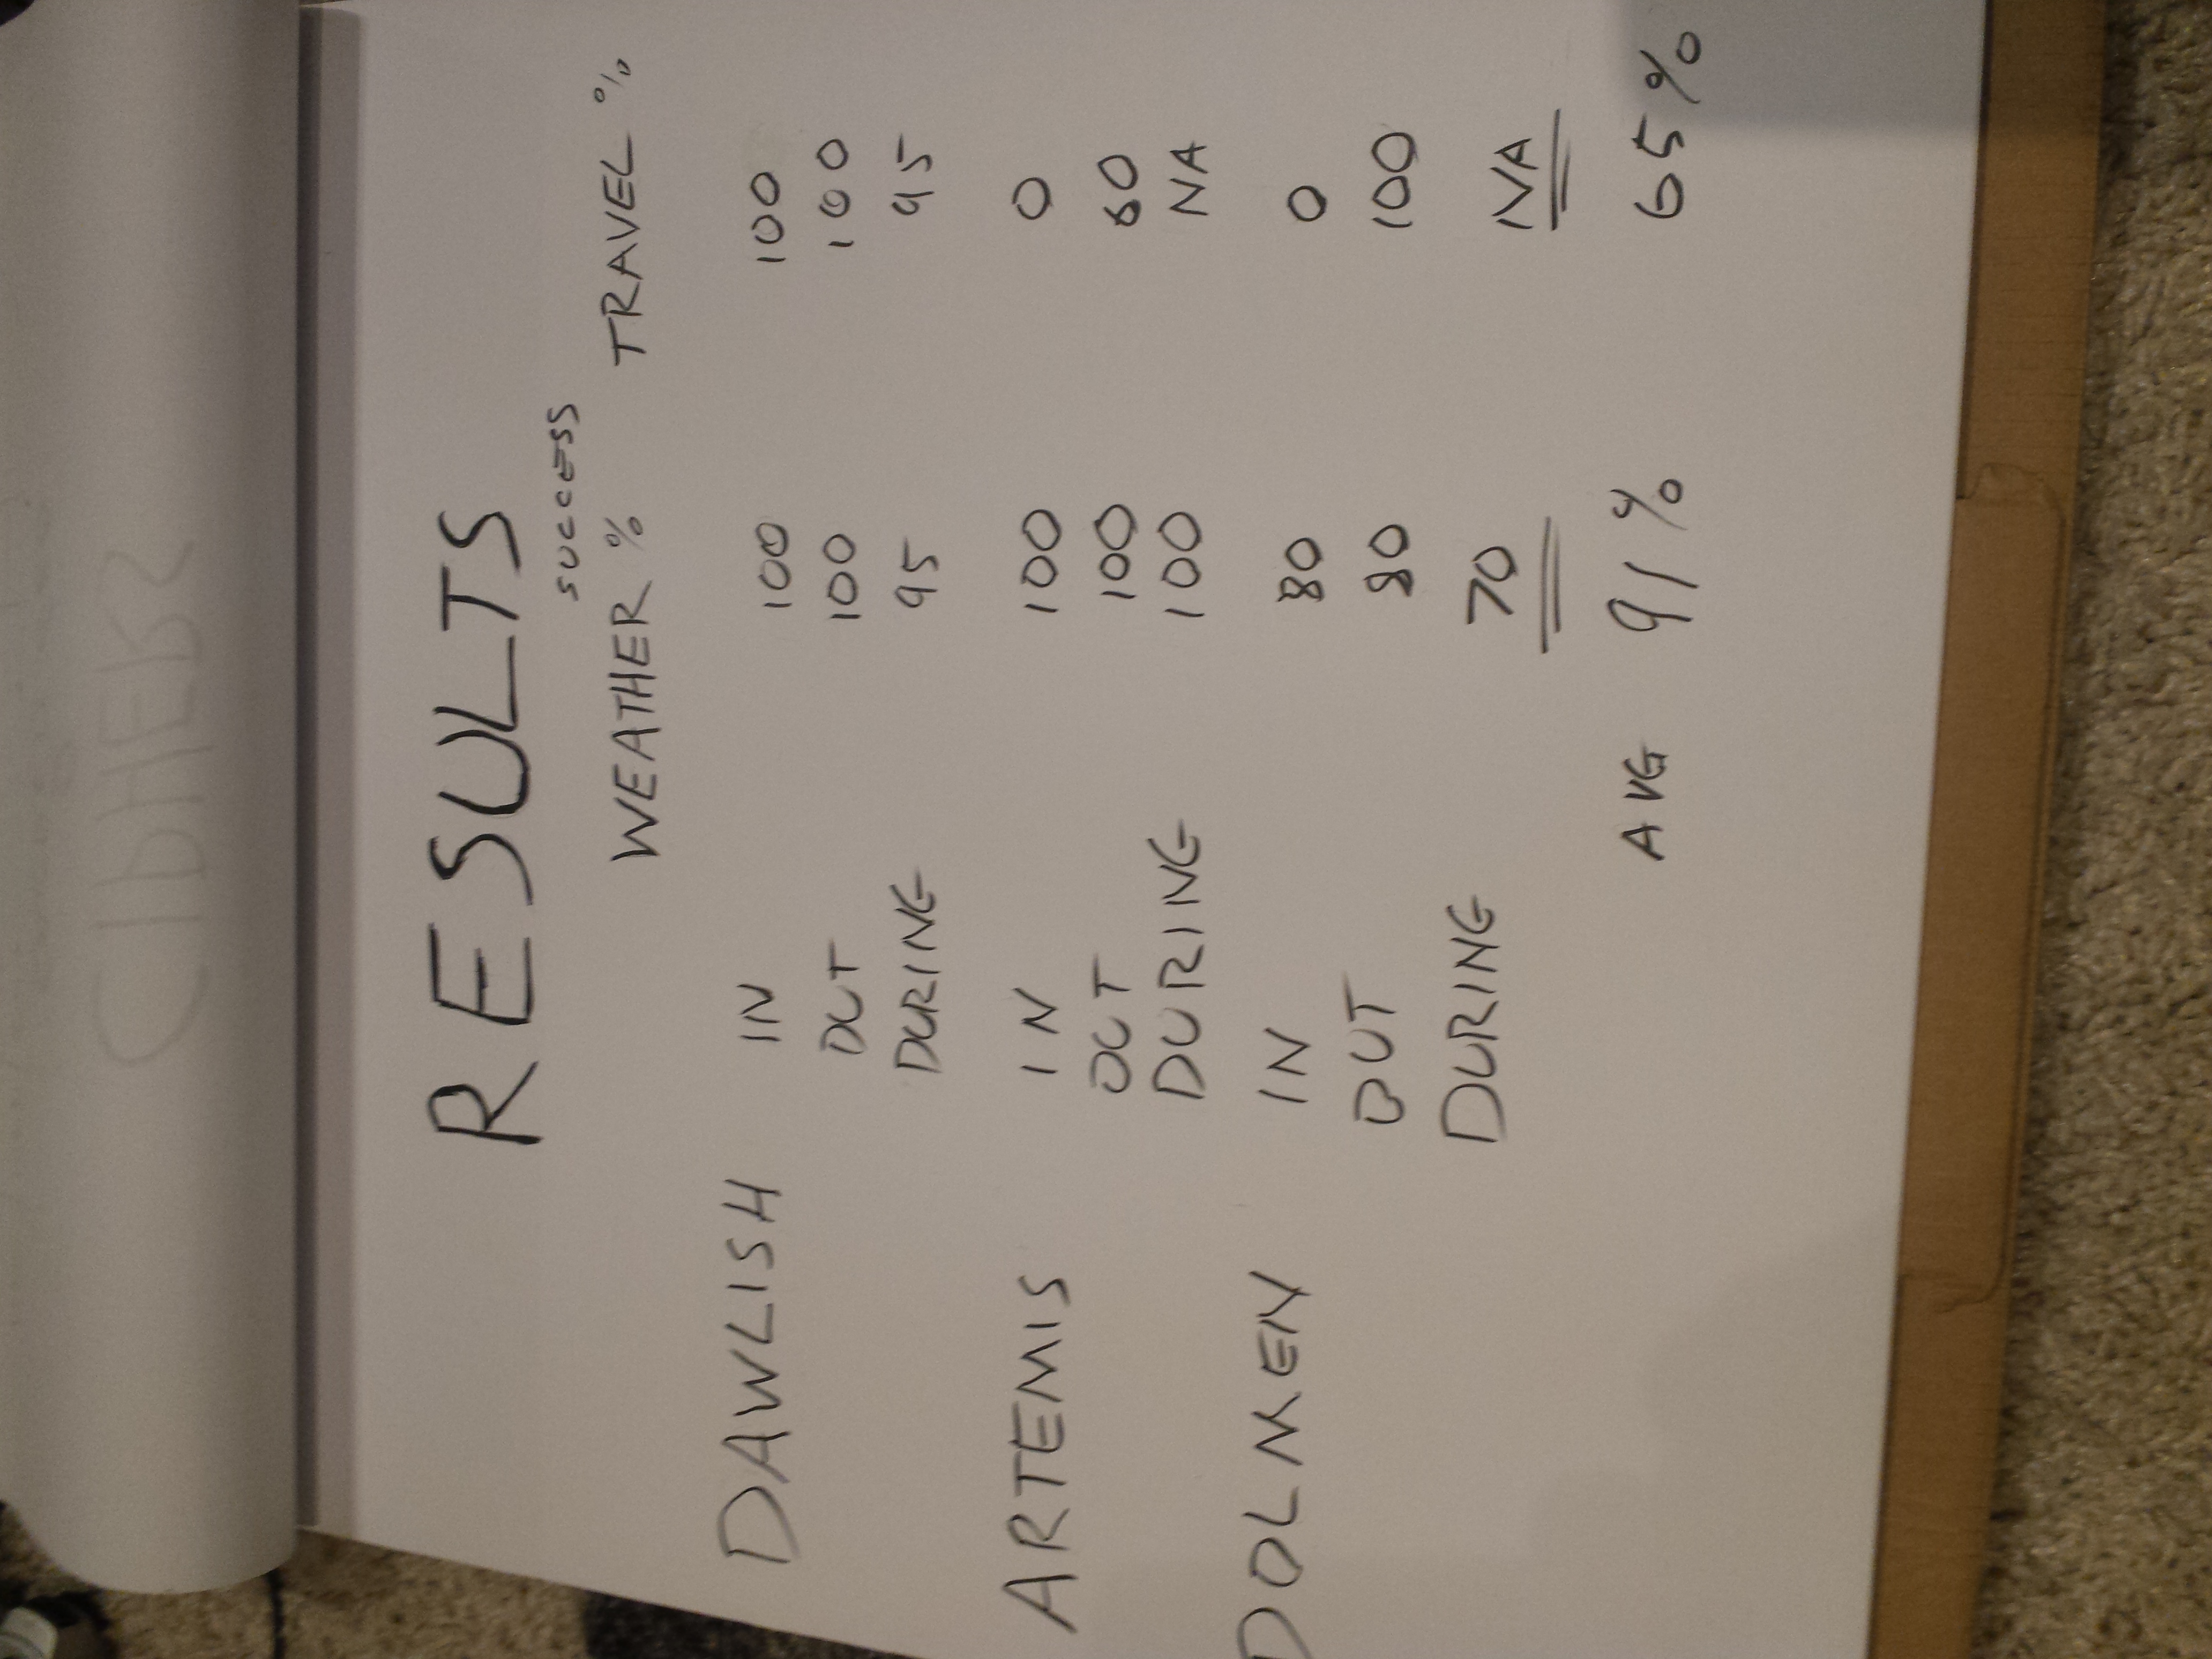 CIPHERS
RESULTS
SUCCESS
WEATHER % TRAVEL %
DAWLISH IN 100 100
OUT 100 100
DURING 95 95
ARTEMIS IN 100 0
OUT 100 60
DURING 100 NA
DOLMEN IN 80 0
OUT 80 100
DURING 70 NA
AVG 91% 65%